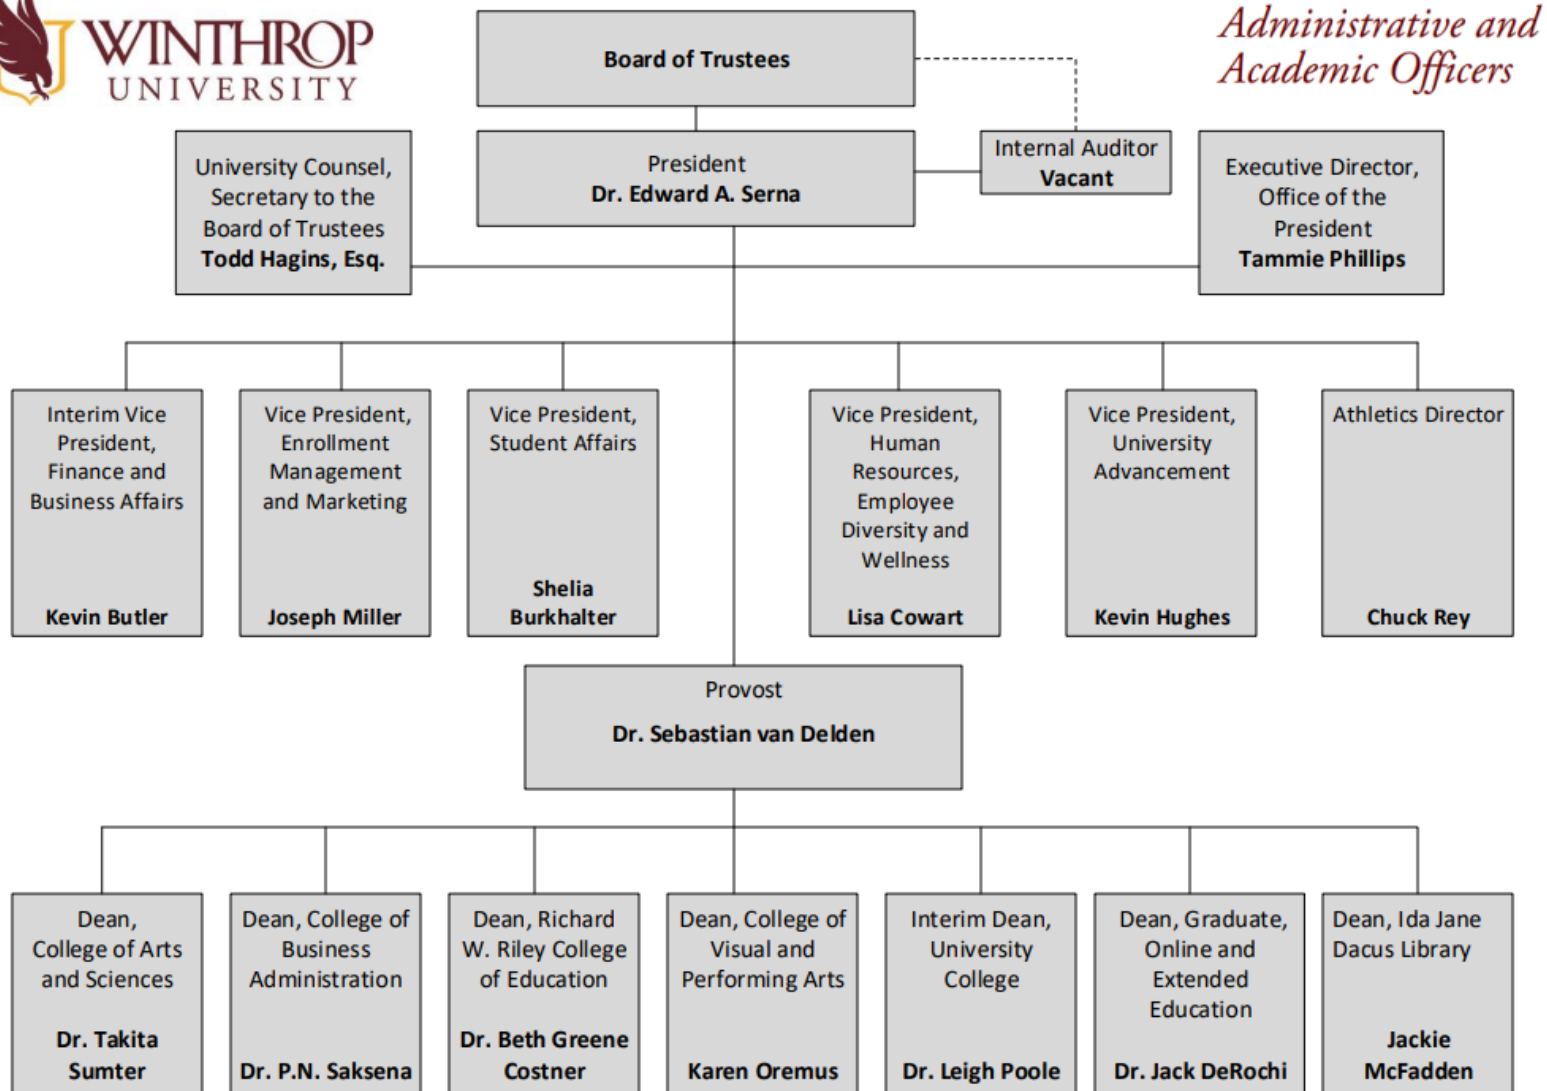 WINTHROP
UNIVERSITY
Administrative and
Academic Officers
Board of Trustees
President
Dr. Edward A. Serna
Internal Auditor
Vacant
University Counsel,
Secretary to the
Board of Trustees
Todd Hagins, Esq.
Executive Director,
Office of the
President
Tammie Phillips
Interim Vice
President,
Finance and
Business Affairs
Kevin Butler
Vice President,
Enrollment
Management
and Marketing
Joseph Miller
Vice President,
Student Affairs
Shelia
Burkhalter
Vice President,
Human
Resources,
Employee
Diversity and
Wellness
Lisa Cowart
Vice President,
University
Advancement
Kevin Hughes
Athletics Director
Chuck Rey
Provost
Dr. Sebastian van Delden
Dean,
College of Arts
and Sciences
Dr. Takita
Sumter
Dean, College of
Business
Administration
Dr. P.N. Saksena
Dean, Richard
W. Riley College
of Education
Dr. Beth Greene
Costner
Dean, College of
Visual and
Performing Arts
Karen Oremus
Interim Dean,
University
College
Dr. Leigh Poole
Dean, Graduate,
Online and
Extended
Education
Dr. Jack DeRochi
Dean, Ida Jane
Dacus Library
Jackie
McFadden